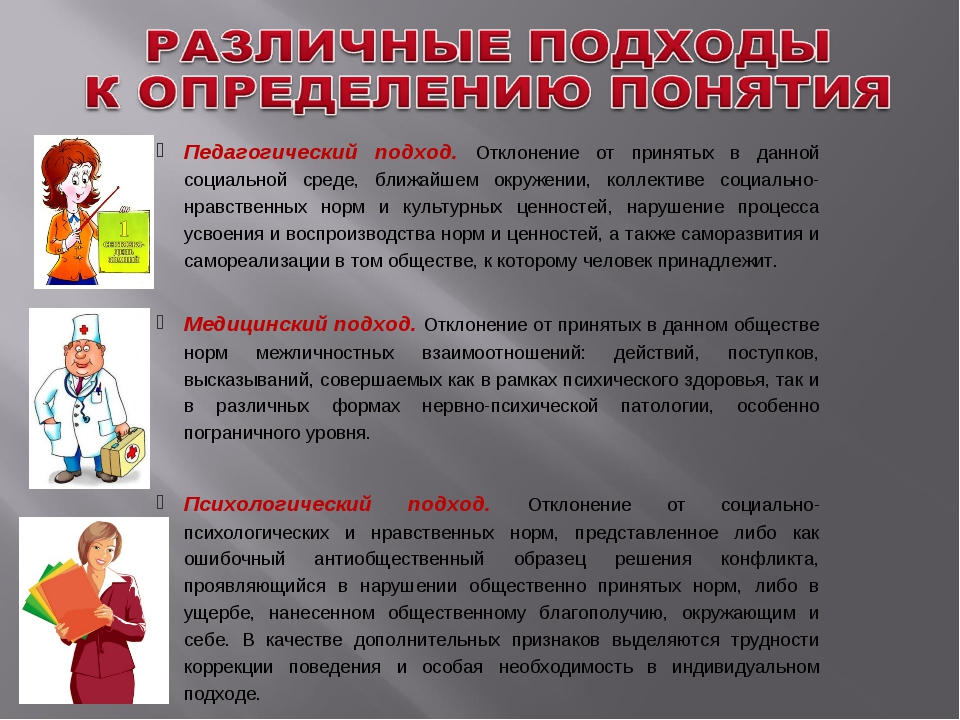 РАЗЛИЧНЫЕ ПОДХОДЫ
К ОПРЕДЕЛЕНИЮ ПОНЯТИЯ
Педагогический подход. Отклонение от принятых в данной
социальной среде, ближайшем окружении, коллективе социально-
нравственных норм и культурных ценностей, нарушение процесса
усвоения и воспроизводства норм и ценностей, а также саморазвития и
самореализации в том обществе, к которому человек принадлежит.
1
СЕНТЯБРЯ-
ДЕНЬ
ЗНАНИЙ
Медицинский подход. Отклонение от принятых в данном обществе
норм межличностных взаимоотношений: действий, поступков,
высказываний, совершаемых как в рамках психического здоровья, так и
в различных формах нервно-психической патологии, особенно
пограничного уровня.
Психологический подход. Отклонение от социально-
психологических и нравственных норм, представленное либо как
ошибочный антиобщественный образец решения конфликта,
проявляющийся в нарушении общественно принятых норм, либо в
ущербе, нанесенном общественному благополучию, окружающим и
себе. В качестве дополнительных признаков выделяются трудности
коррекции поведения и особая необходимость в индивидуальном
подходе.